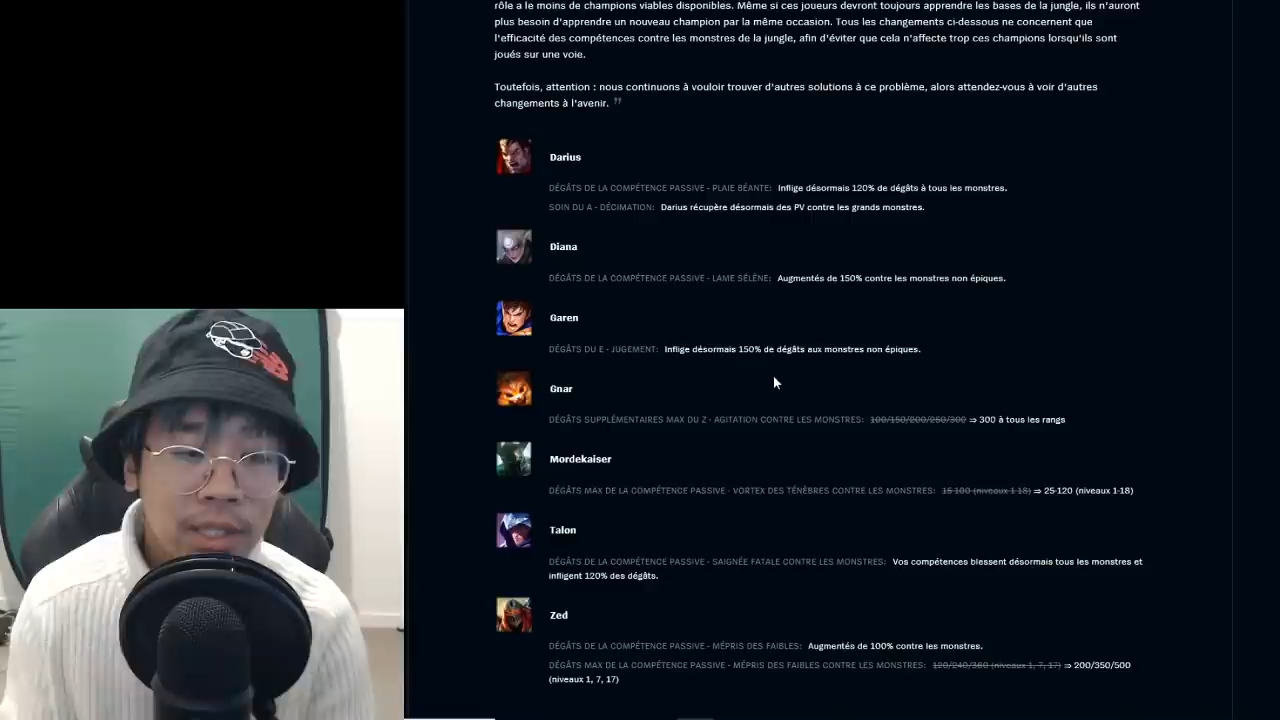 rôle a le moins de champions viables disponibles. Même si ces joueurs devront toujours apprendre les bases de la jungle, ils n'auront
plus besoin d'apprendre un nouveau champion par la même occasion. Tous les changements ci-dessous ne concernent que
l'efficacité des compétences contre les monstres de la jungle, afin d'éviter que cela n'affecte trop ces champions lorsqu'ils sont
joués sur une voie.
Toutefois, attention : nous continuons à vouloir trouver d'autres solutions à ce problème, alors attendez-vous à voir d'autres
changements à l'avenir. ”
Darius
DÉGÂTS DE LA COMPÉTENCE PASSIVE - PLAIE BÉANTE: Inflige désormais 120% de dégâts à tous les monstres.
SOIN DU A - DÉCIMATION: Darius récupère désormais des PV contre les grands monstres.
Diana
DÉGÂTS DE LA COMPÉTENCE PASSIVE - LAME SÉLÈNE: Augmentés de 150% contre les monstres non épiques.
Garen
DÉGÂTS DU E - JUGEMENT: Inflige désormais 150% de dégâts aux monstres non épiques.
Gnar
DÉGÂTS SUPPLÉMENTAIRES MAX DU Z - AGITATION CONTRE LES MONSTRES: 100/150/200/250/300 ⇒ 300 à tous les rangs
Mordekaiser
DÉGÂTS MAX DE LA COMPÉTENCE PASSIVE - VORTEX DES TÉNÈBRES CONTRE LES MONSTRES: 15-100 (niveaux 1-18) ⇒ 25-120 (niveaux 1-18)
Talon
DÉGÂTS DE LA COMPÉTENCE PASSIVE - SAIGNÉE FATALE CONTRE LES MONSTRES: Vos compétences blessent désormais tous les monstres et
infligent 120% des dégâts.
Zed
DÉGÂTS DE LA COMPÉTENCE PASSIVE - MÉPRIS DES FAIBLES: Augmentés de 100% contre les monstres.
DÉGÂTS MAX DE LA COMPÉTENCE PASSIVE - MÉPRIS DES FAIBLES CONTRE LES MONSTRES: 120/240/360 (niveaux 1, 7, 17) ⇒ 200/350/500
(niveaux 1, 7, 17)